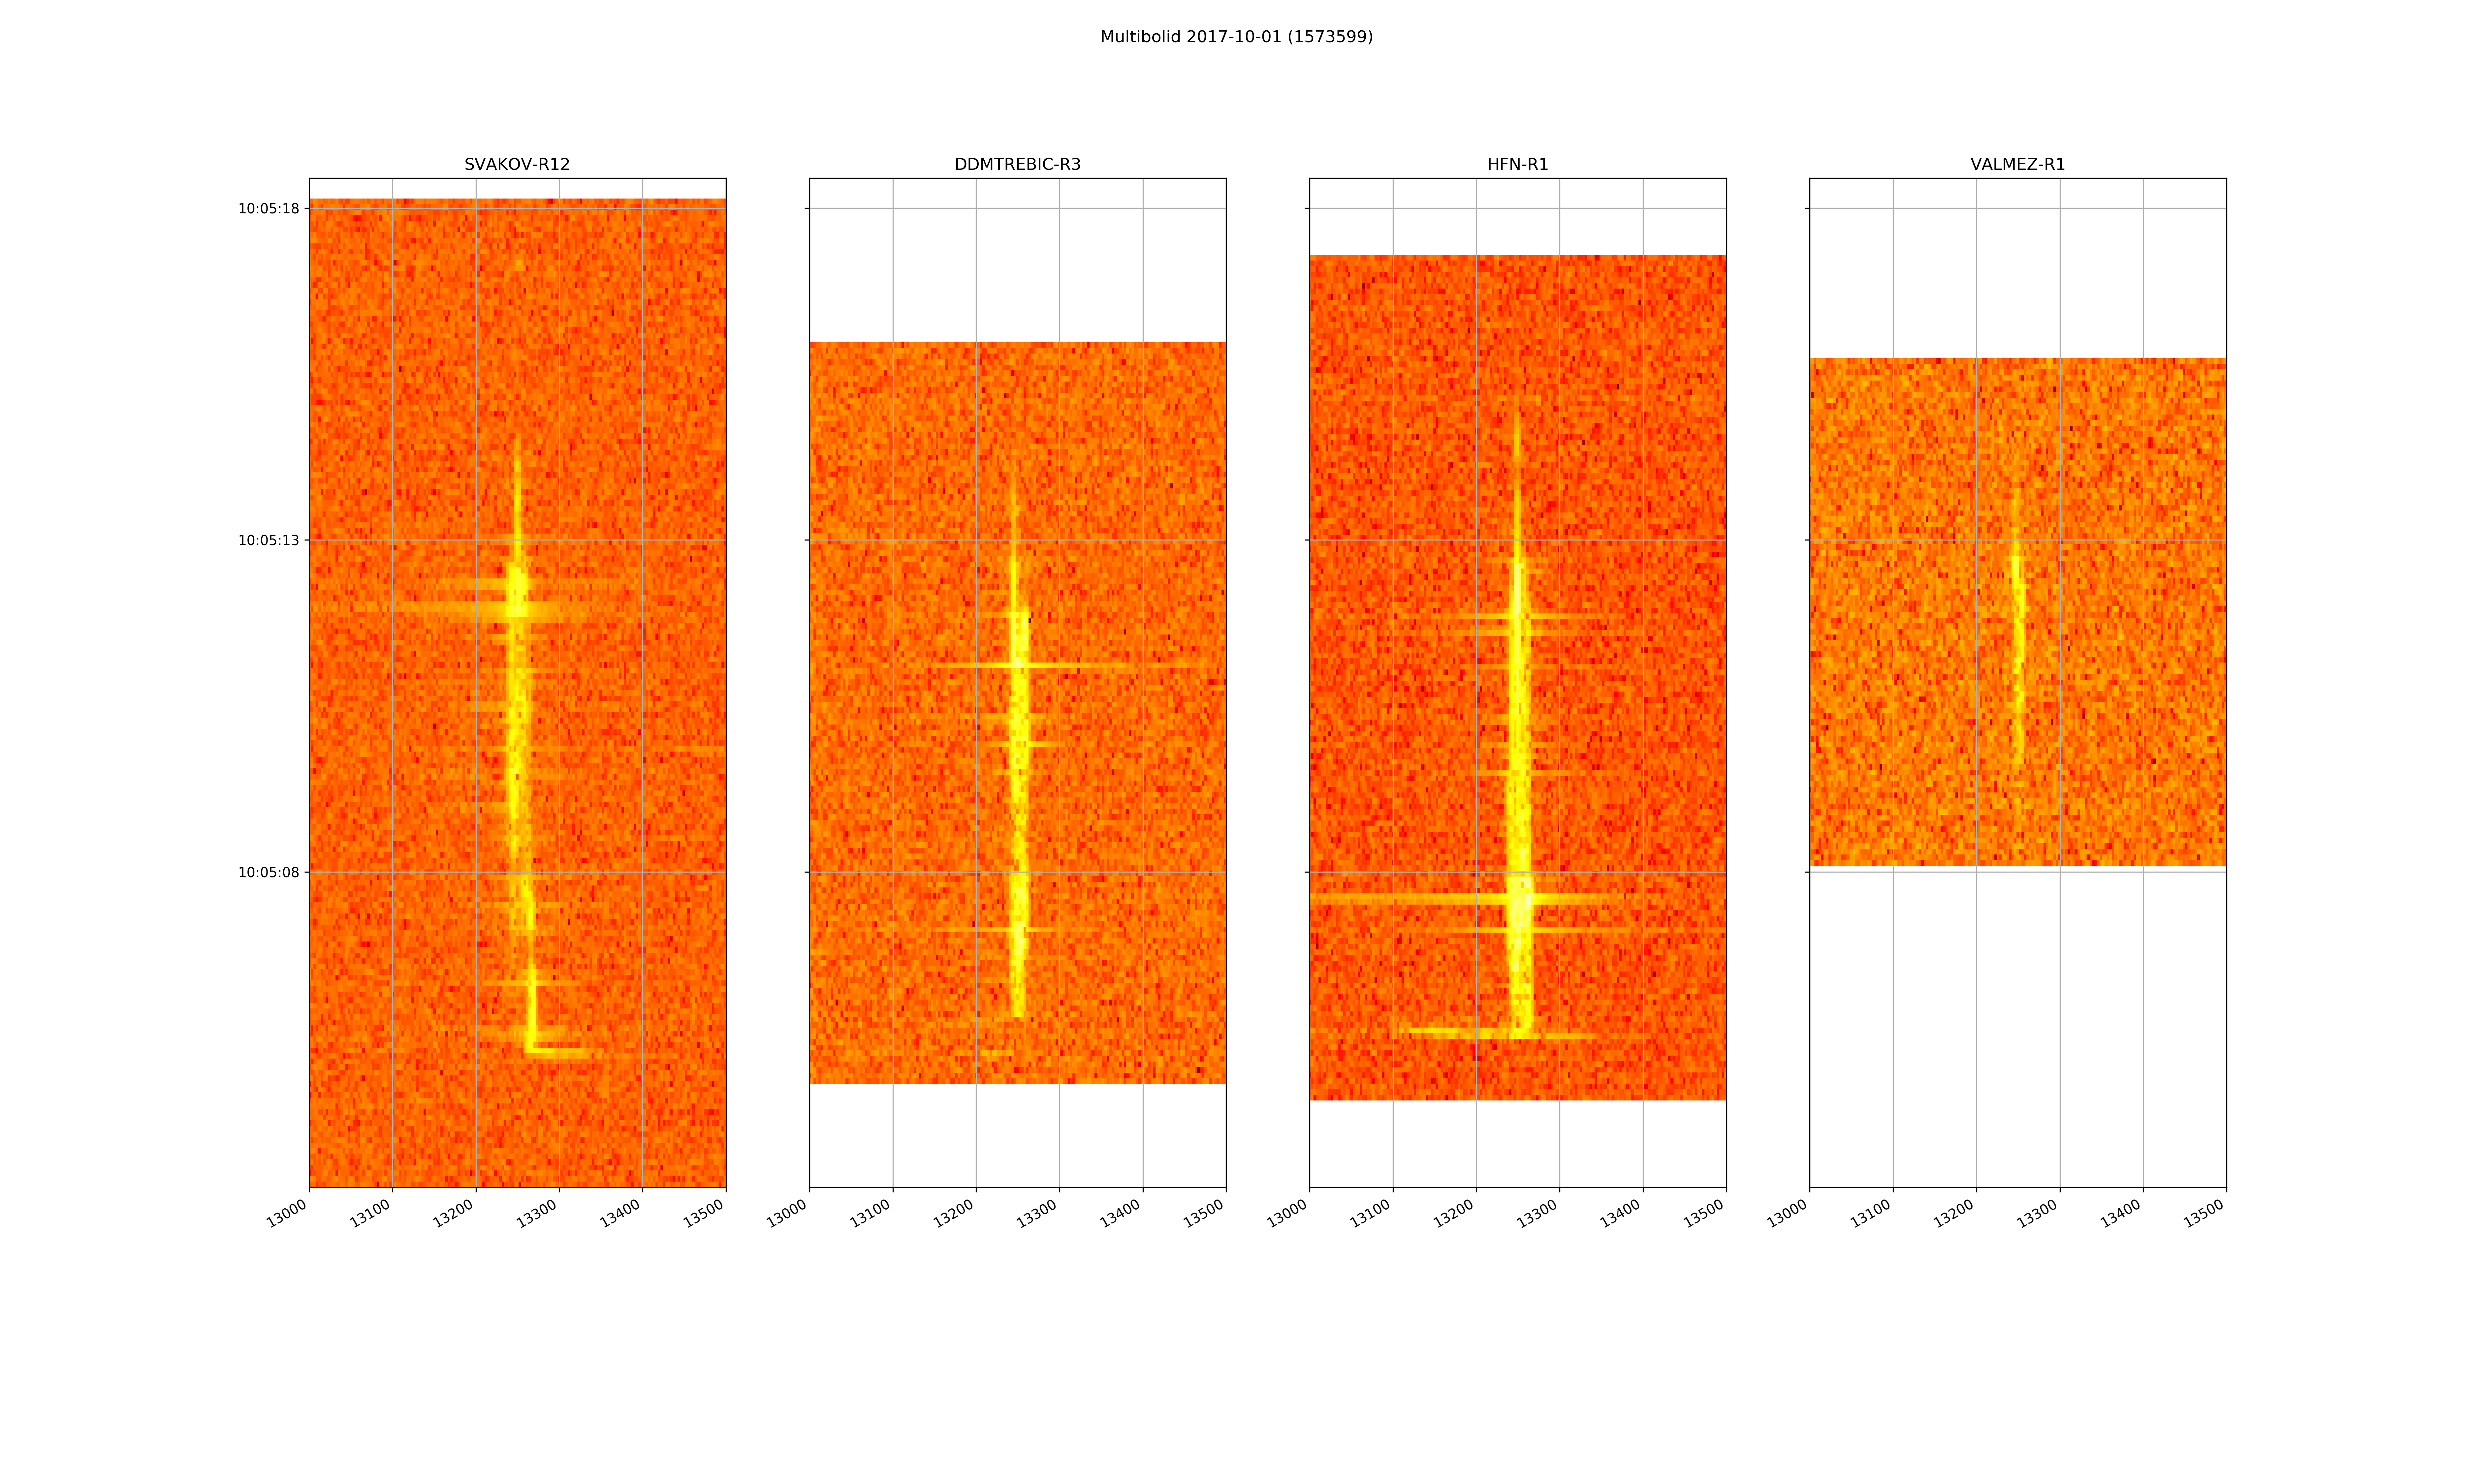 Multibolid 2017-10-01 (1573599)
SVAKOV-R12 DDMTREBIC-R3 HFN-R1 VALMEZ-R1
10:05:18
10:05:13
10:05:08
13000 13100 13200 13300 13400 13500 13000 13100 13200 13300 13400 13500 13000 13100 13200 13300 13400 13500 13000 13100 13200 13300 13400 13500